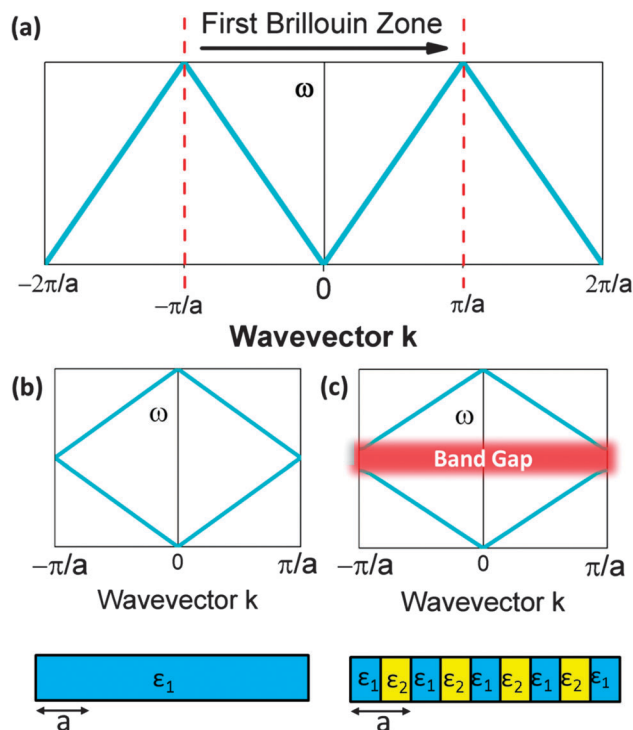 (a)
First Brillouin Zone
ω
−2π/a
−π/a
0
π/a
2π/a
Wavevector k
(b)
ω
−π/a
0
π/a
Wavevector k
(c)
ω
Band Gap
−π/a
0
π/a
Wavevector k
ε1
a
ε1 ε2 ε1 ε2 ε1 ε2 ε1 ε2 ε1
a